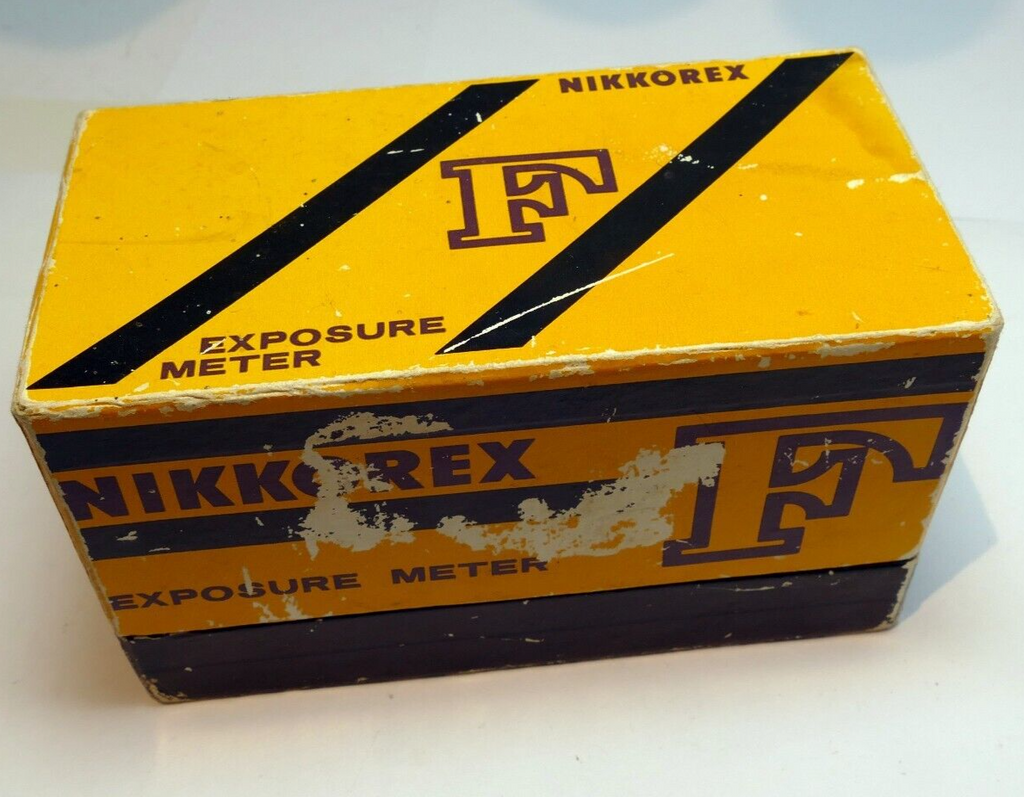 NIKKOREX
F
EXPOSURE
METER
NIKKOREX
F
EXPOSURE METER